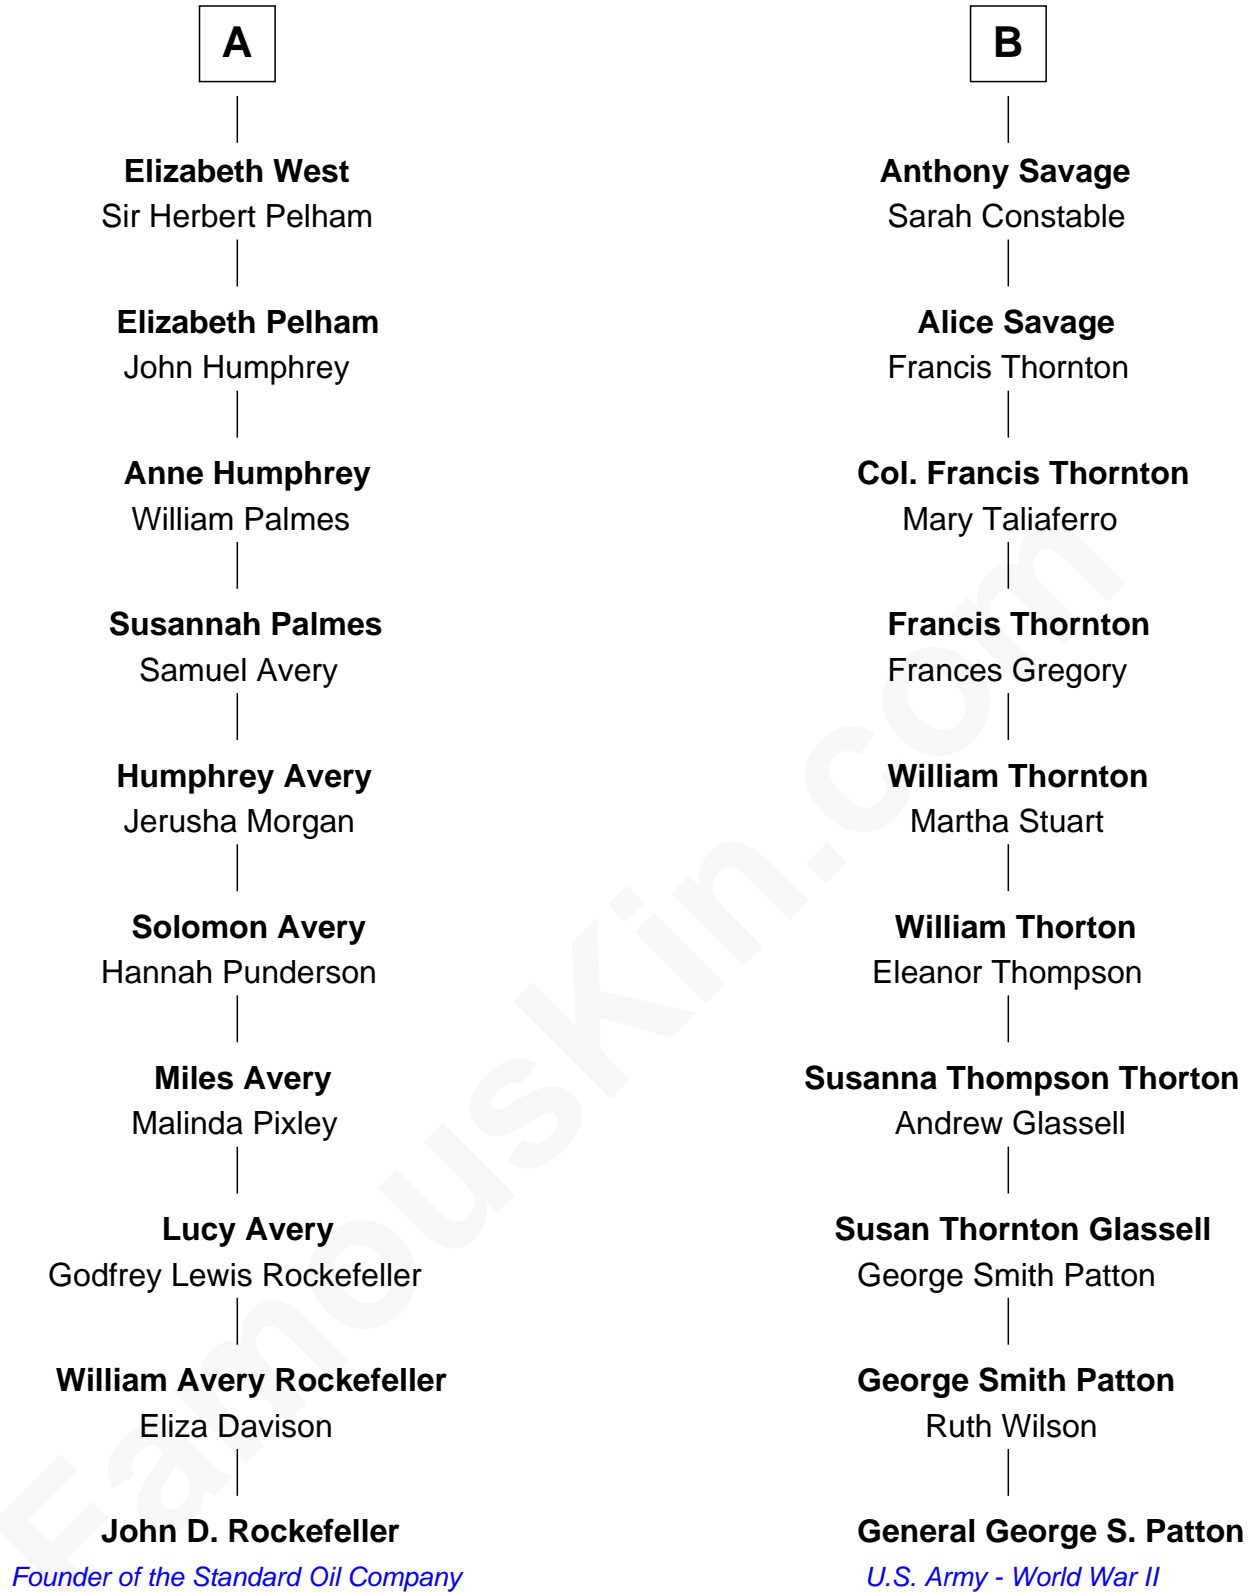 A
Elizabeth West
Sir Herbert Pelham
Elizabeth Pelham
John Humphrey
Anne Humphrey
William Palmes
Susannah Palmes
Samuel Avery
Humphrey Avery
Jerusha Morgan
Solomon Avery
Hannah Punderson
Miles Avery
Malinda Pixley
Lucy Avery
Godfrey Lewis Rockefeller
William Avery Rockefeller
Eliza Davison
John D. Rockefeller
Founder of the Standard Oil Company
B
Anthony Savage
Sarah Constable
Alice Savage
Francis Thornton
Col. Francis Thornton
Mary Taliaferro
Francis Thornton
Frances Gregory
William Thornton
Martha Stuart
William Thorton
Eleanor Thompson
Susanna Thompson Thorton
Andrew Glassell
Susan Thornton Glassell
George Smith Patton
George Smith Patton
Ruth Wilson
General George S. Patton
U.S. Army - World War II
FamousKin.com